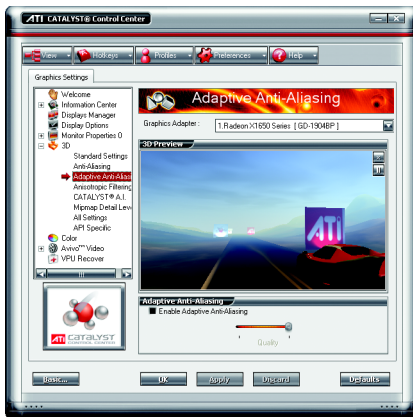 ATI CATALYST® Control Center
View
Hotkeys
Profiles
Preferences
Help
Graphics Settings
Welcome
Information Center
Displays Manager
Display Options
Monitor Properties 0
3D
Standard Settings
Anti-Aliasing
Adaptive Anti-Alias
Anisotropic Filtering
CATALYST® A.I.
Mipmap Detail Leve
All Settings
API Specific
Color
Avivo™ Video
VPU Recover
Adaptive Anti-Aliasing
Graphics Adapter :
1.Radeon X1650 Series [ GD-1904BP ]
3D Preview
ATI
Adaptive Anti-Aliasing
Enable Adaptive Anti-Aliasing
Quality
ATI CATALYST
CONTROL CENTER
Basic...
OK
Apply
Discard
Defaults